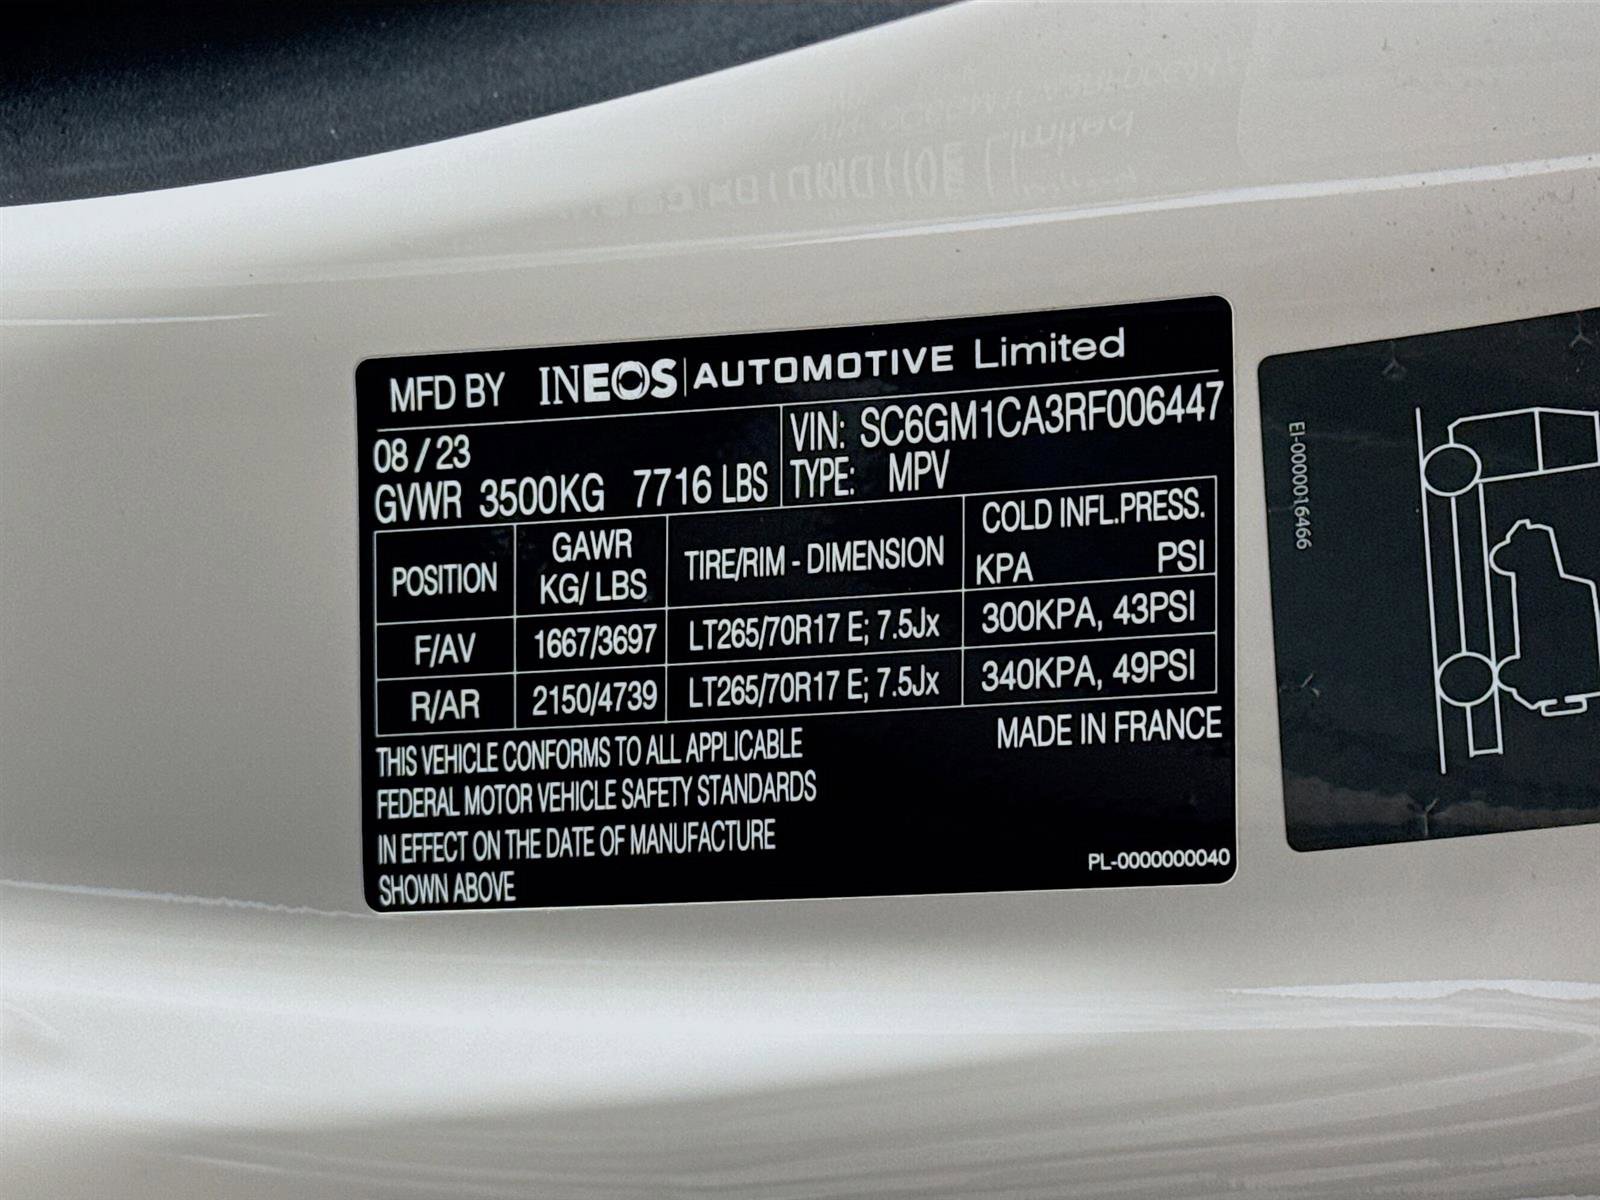 MFD BY INEOS AUTOMOTIVE Limited
08 / 23
GVWR 3500KG 7716 LBS
VIN: SC6GM1CA3RF006447
TYPE: MPV
POSITION GAWR KG/ LBS TIRE/RIM - DIMENSION COLD INFL.PRESS. KPA PSI
F/AV 1667/3697 LT265/70R17 E; 7.5Jx 300KPA, 43PSI
R/AR 2150/4739 LT265/70R17 E; 7.5Jx 340KPA, 49PSI
MADE IN FRANCE
THIS VEHICLE CONFORMS TO ALL APPLICABLE
FEDERAL MOTOR VEHICLE SAFETY STANDARDS
IN EFFECT ON THE DATE OF MANUFACTURE
SHOWN ABOVE
PL-0000000040
EI-0000016466